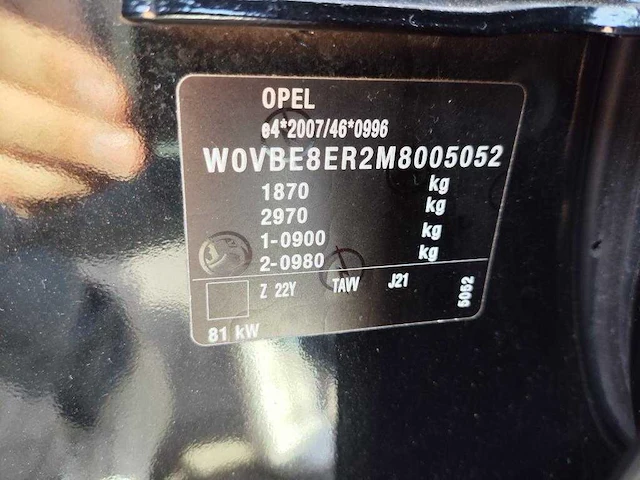 OPEL
e4*2007/46*0996
W0VBE8ER2M8005052
1870 kg
2970 kg
1-0900 kg
2-0980 kg
Z 22Y TAW J21
5052
81 kW